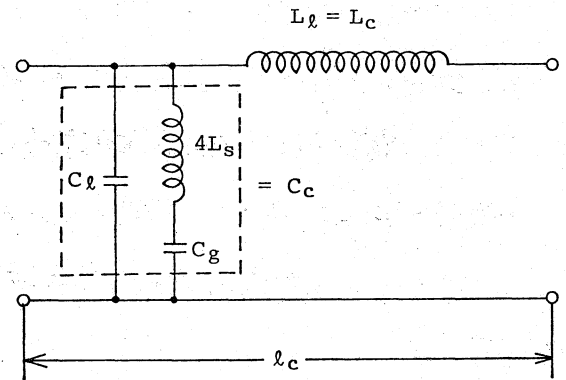 Lℓ = Lc
4Ls
Cℓ
= Cc
Cg
ℓc